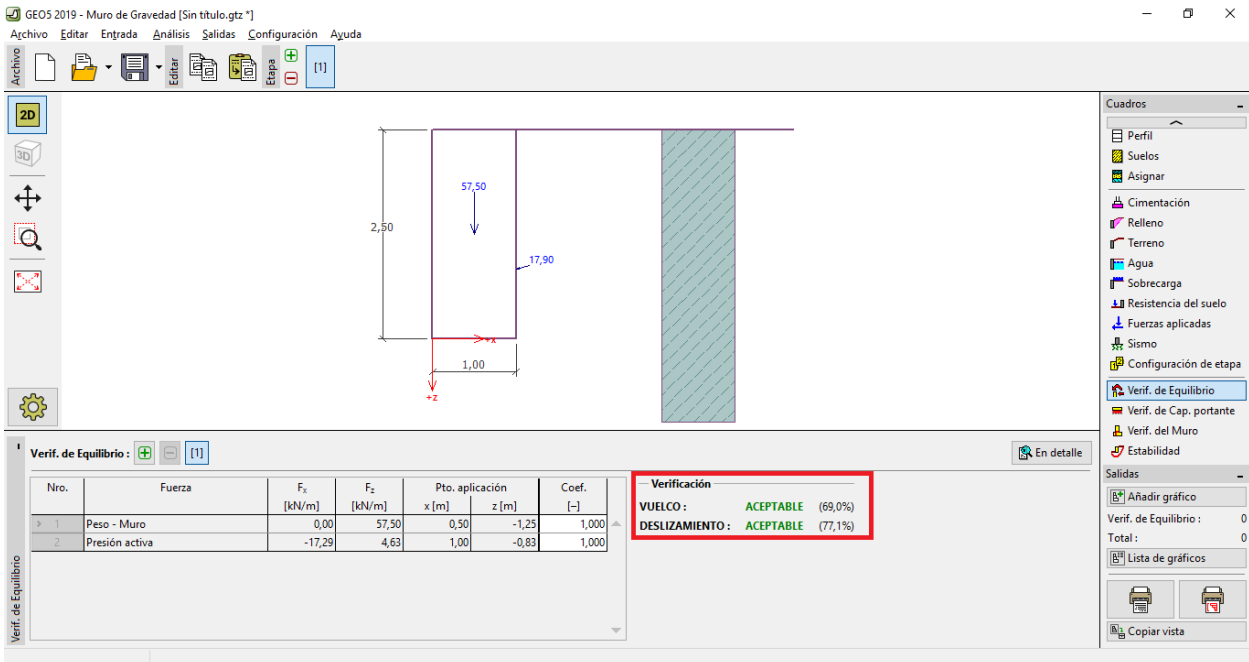 GEO5 2019 - Muro de Gravedad [Sin título.gtz *]
Archivo Editar Entrada Análisis Salidas Configuración Ayuda
Archivo
Editar
Etapa
[1]
2D
3D
57,50
2,50
17,90
+x
1,00
+z
Cuadros
Perfil
Suelos
Asignar
Cimentación
Relleno
Terreno
Agua
Sobrecarga
Resistencia del suelo
Fuerzas aplicadas
Sismo
Configuración de etapa
Verif. de Equilibrio
Verif. de Cap. portante
Verif. del Muro
Estabilidad
Salidas
Añadir gráfico
Verif. de Equilibrio : 0
Total : 0
Lista de gráficos
Copiar vista
Verif. de Equilibrio
Verif. de Equilibrio : [1]
En detalle
Nro. Fuerza Fx Fz Pto. aplicación Coef.
[kN/m] [kN/m] x [m] z [m] [–]
1 Peso - Muro 0,00 57,50 0,50 -1,25 1,000
2 Presión activa -17,29 4,63 1,00 -0,83 1,000
Verificación
VUELCO : ACEPTABLE (69,0%)
DESLIZAMIENTO : ACEPTABLE (77,1%)